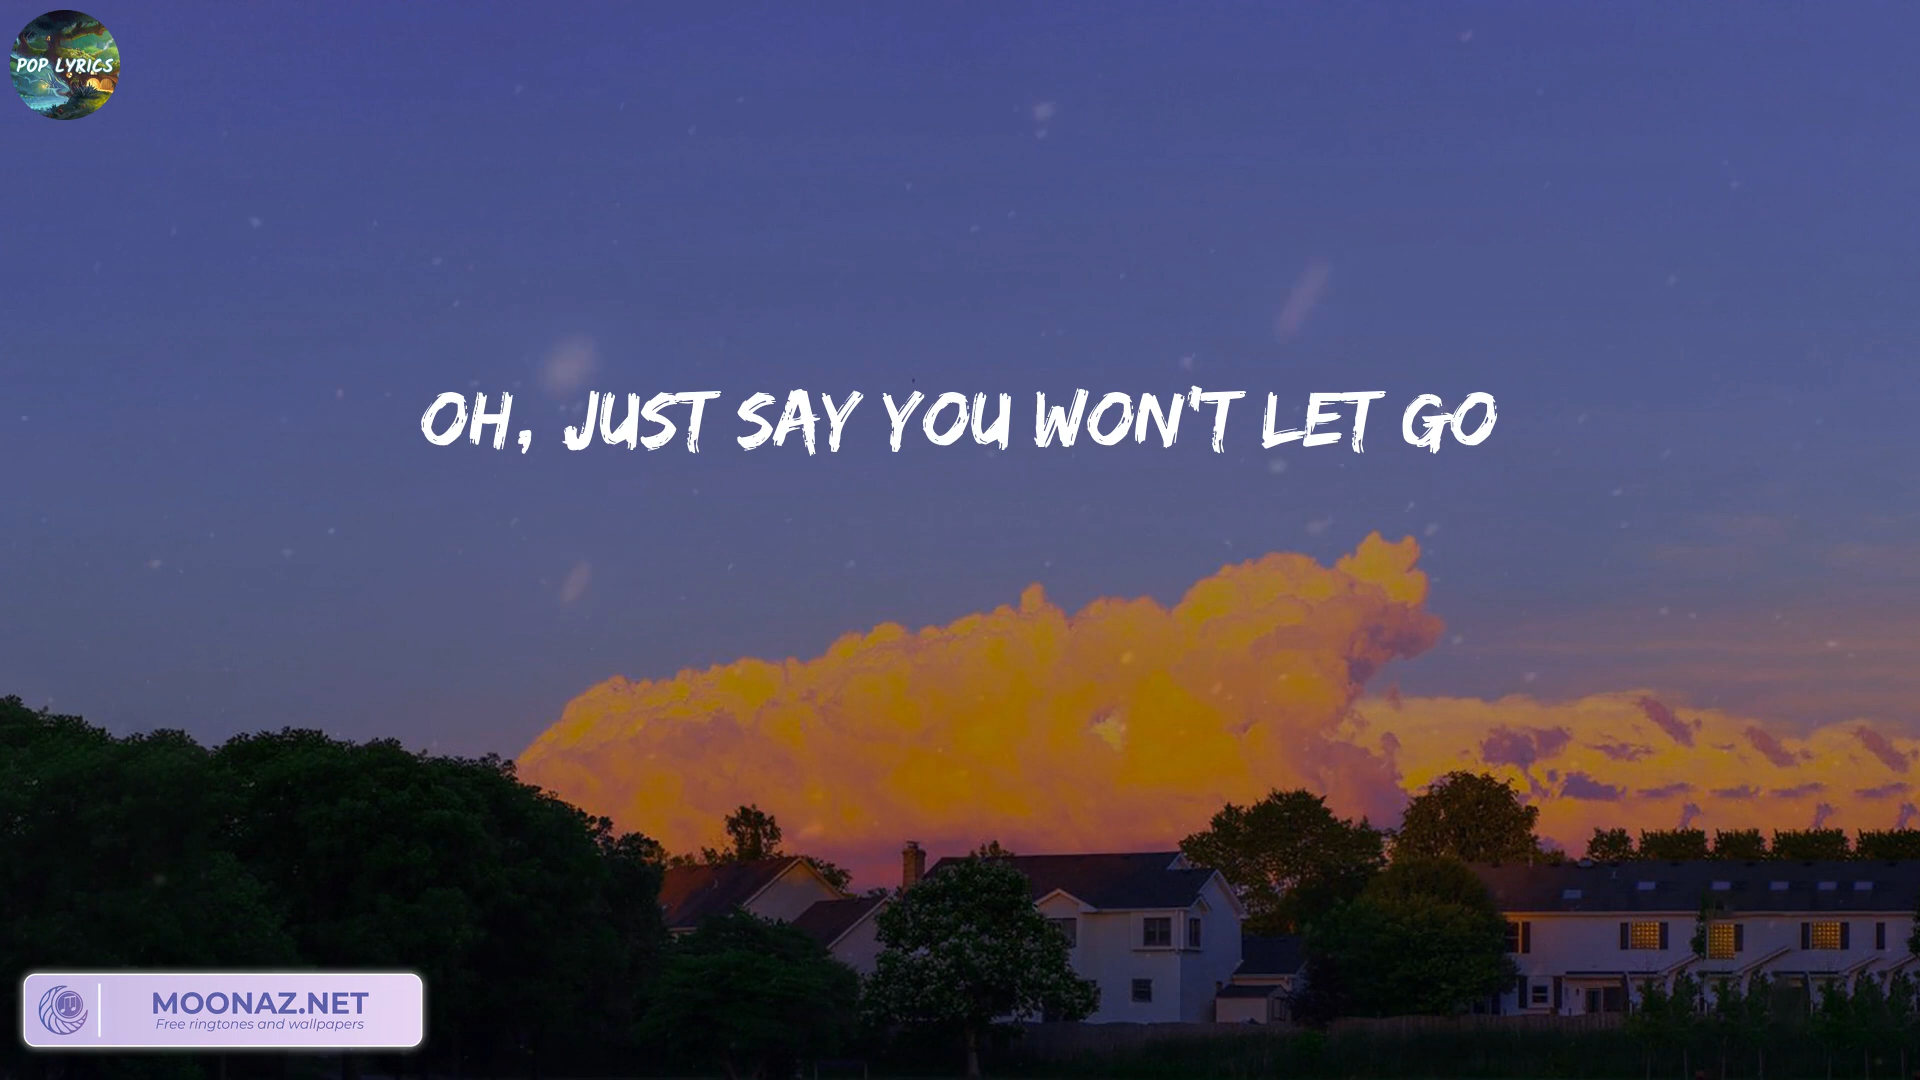 POP LYRICS
OH, JUST SAY YOU WON'T LET GO
MOONAZ.NET
Free ringtones and wallpapers